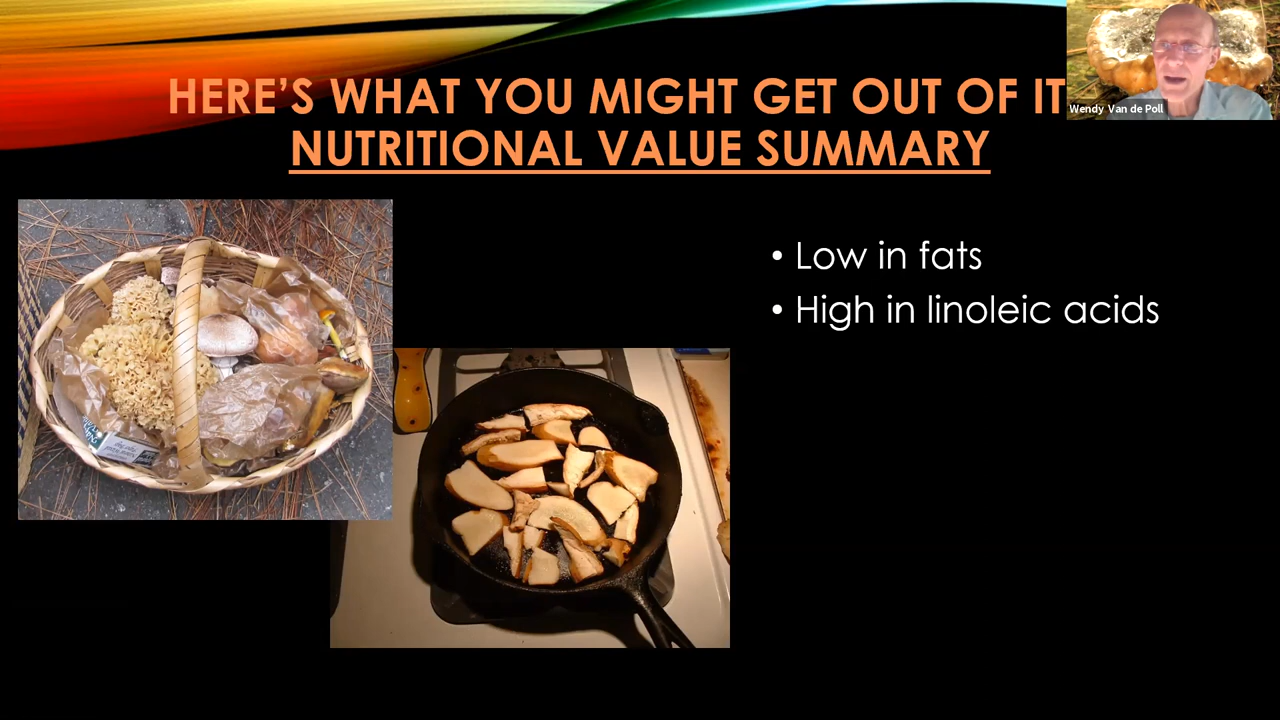 HERE'S WHAT YOU MIGHT GET OUT OF IT
NUTRITIONAL VALUE SUMMARY
Wendy Van de Poll
• Low in fats
• High in linoleic acids